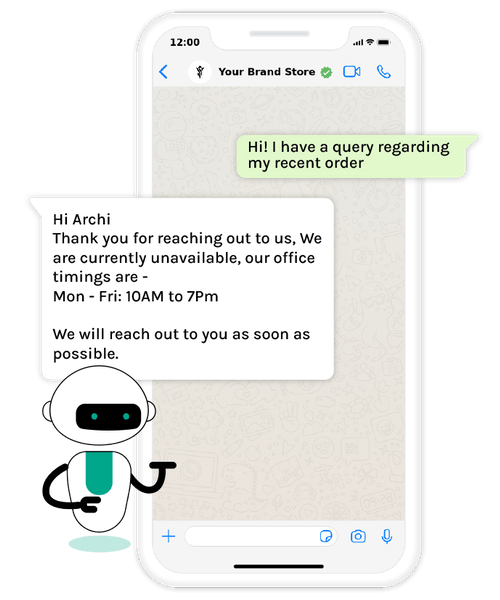 12:00
Your Brand Store
Hi! I have a query regarding
my recent order
Hi Archi
Thank you for reaching out to us, We
are currently unavailable, our office
timings are -
Mon - Fri: 10AM to 7Pm
We will reach out to you as soon as
possible.